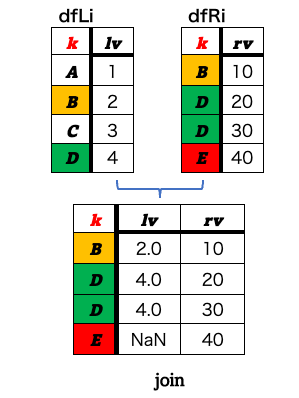 dfLi dfRi
k lv k rv
A 1 B 10
B 2 D 20
C 3 D 30
D 4 E 40
k lv rv
B 2.0 10
D 4.0 20
D 4.0 30
E NaN 40
join